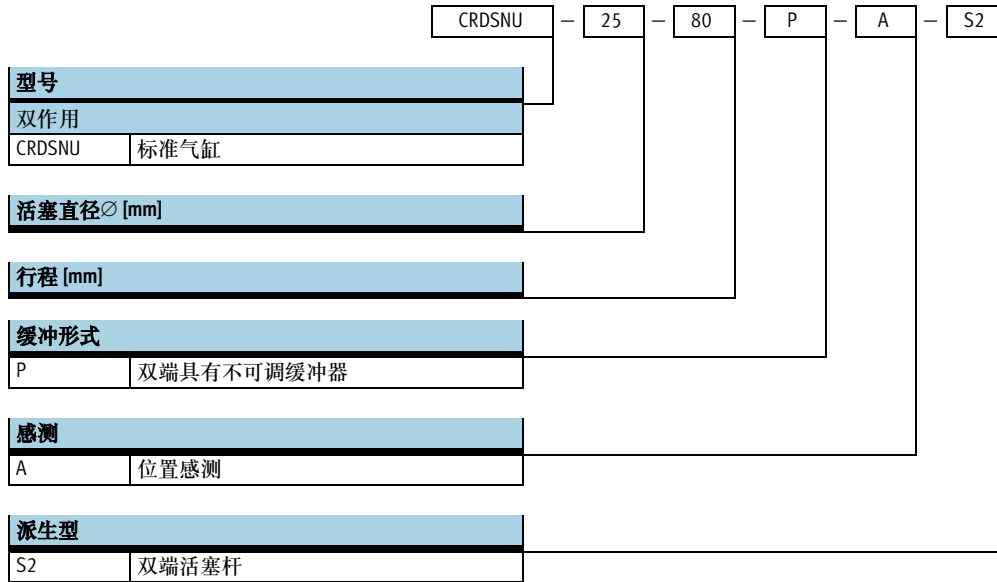 CRDSNU – 25 – 80 – P – A – S2
型号
双作用
CRDSNU 标准气缸
活塞直径∅ [mm]
行程 [mm]
缓冲形式
P 双端具有不可调缓冲器
感测
A 位置感测
派生型
S2 双端活塞杆